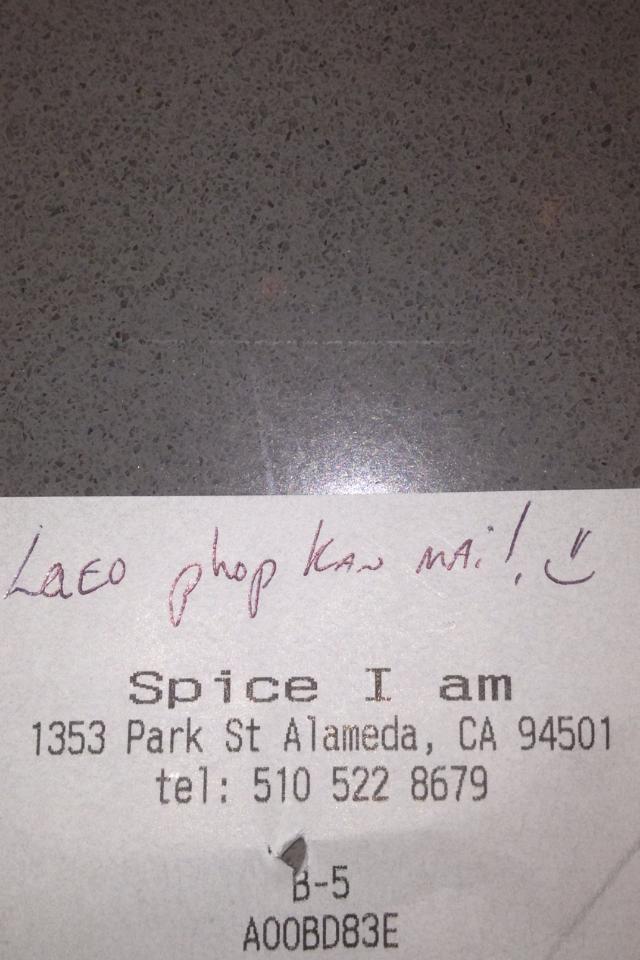 Laeo phop Kan mai!
Spice I am
1353 Park St Alameda, CA 94501
tel: 510 522 8679
B-5
A00BD83E